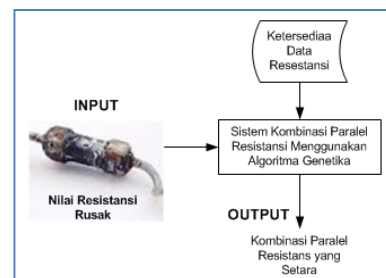 Ketersediaa
Data
Resestansi
INPUT
Sistem Kombinasi Paralel
Resistansi Menggunakan
Algoritma Genetika
Nilai Resistansi
Rusak
OUTPUT
Kombinasi Paralel
Resistans yang
Setara